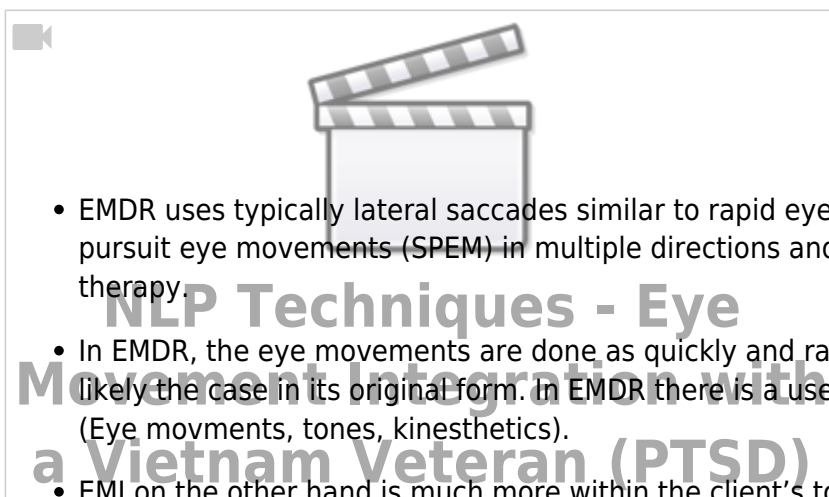 • EMDR uses typically lateral saccades similar to rapid eye
pursuit eye movements (SPEM) in multiple directions and
therapy.
NLP Techniques - Eye
• In EMDR, the eye movements are done as quickly and ra
Movement Integration with
likely the case in its original form. In EMDR there is a use
(Eye movments, tones, kinesthetics).
a Vietnam Veteran (PTSD)
• EMI on the other hand is much more within the client's to